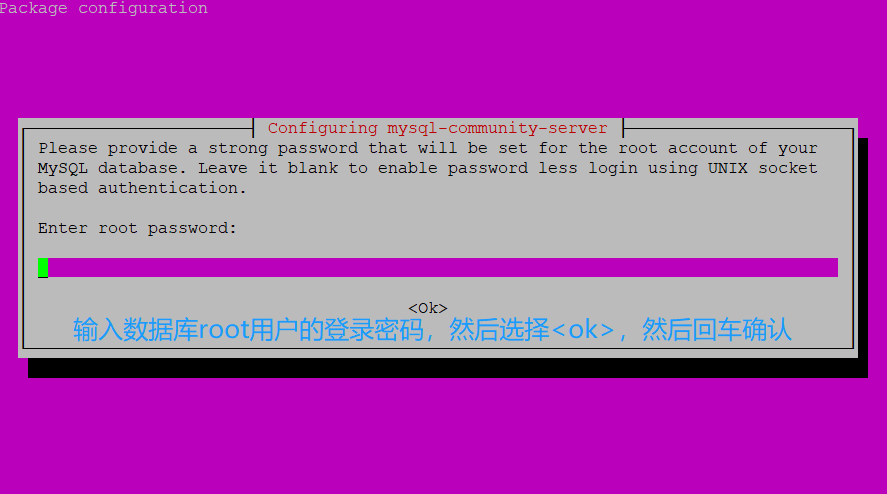 Package configuration
Configuring mysql-community-server
Please provide a strong password that will be set for the root account of your
MySQL database. Leave it blank to enable password less login using UNIX socket
based authentication.
Enter root password:
<Ok>
输入数据库root用户的登录密码，然后选择<ok>，然后回车确认